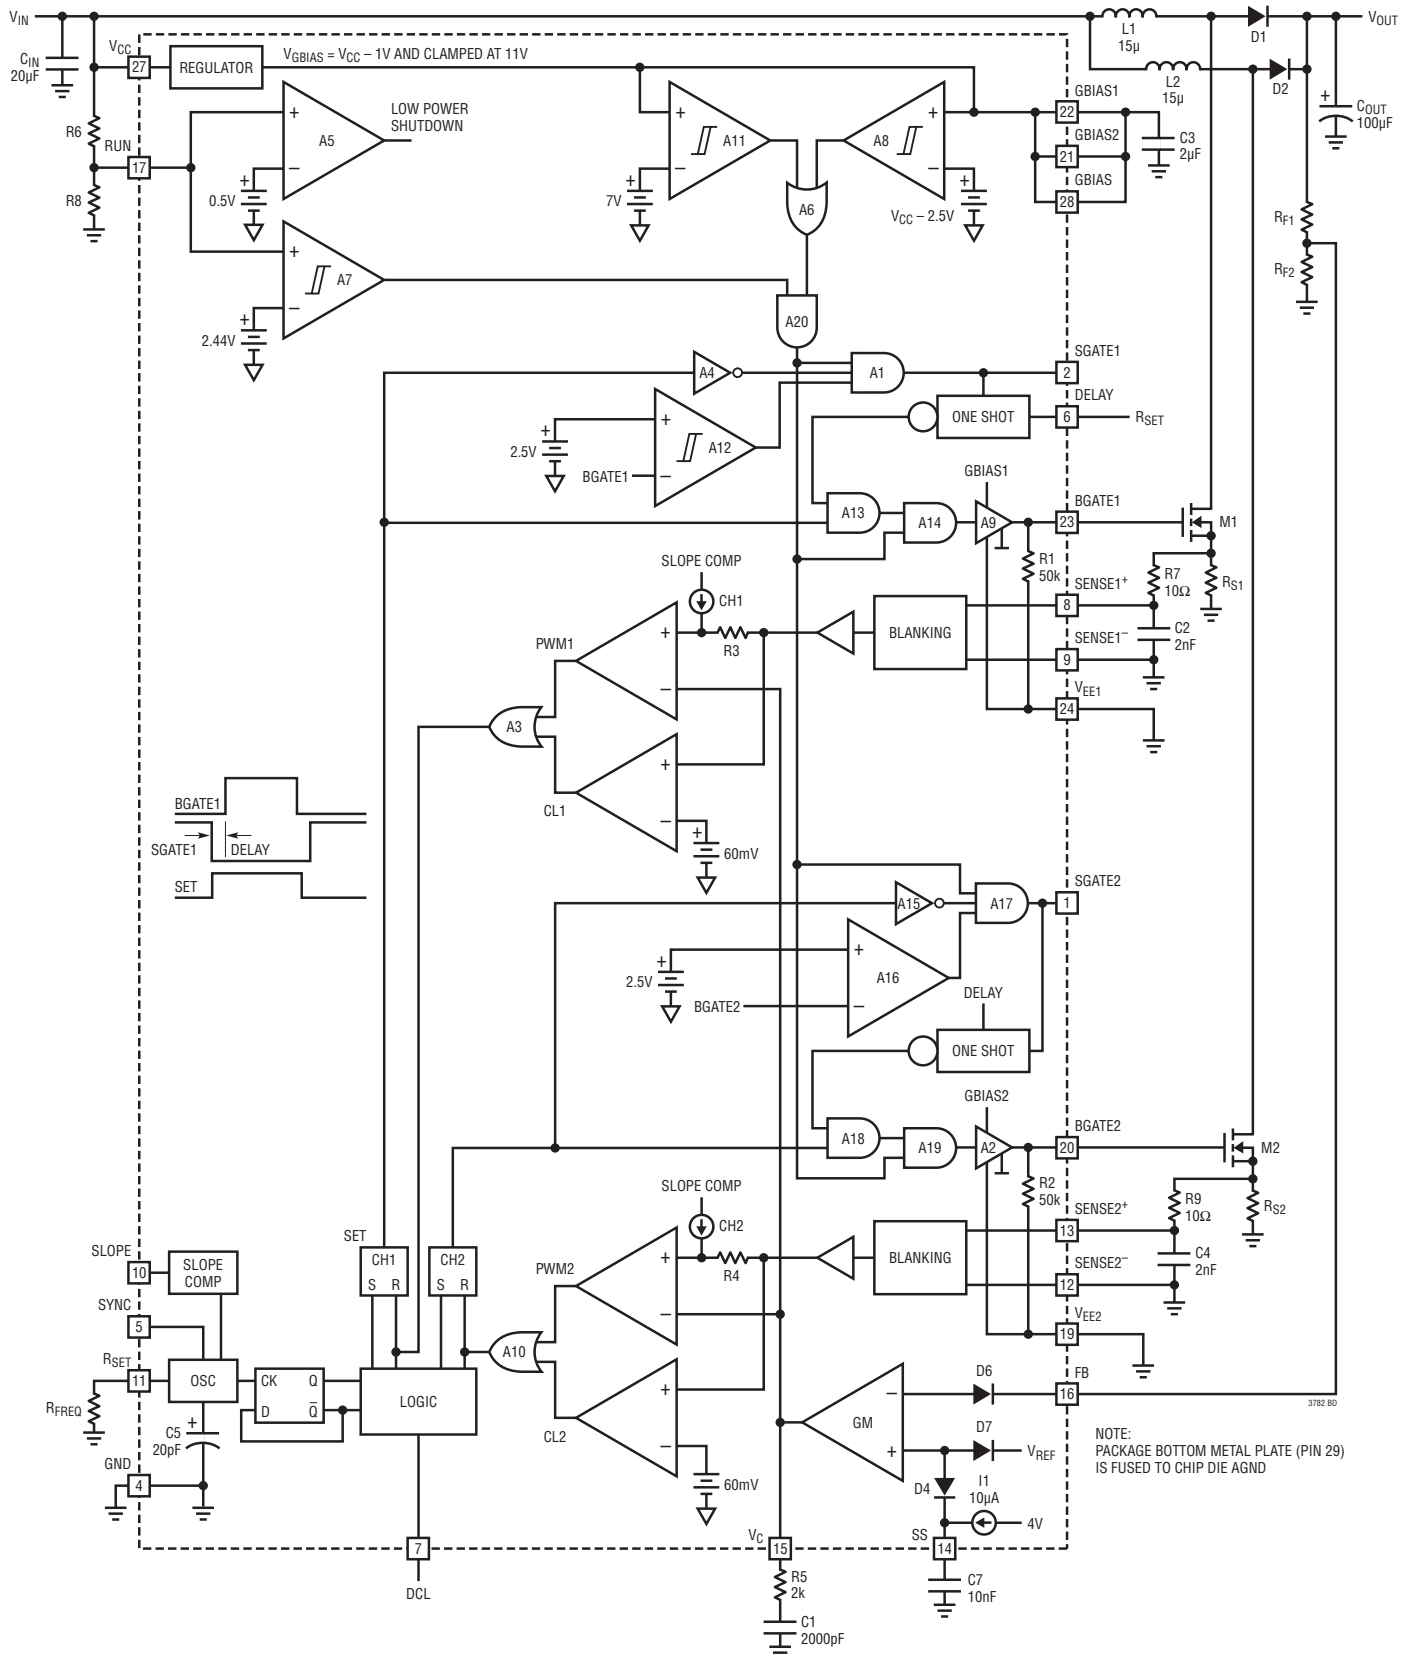 VIN
CIN
20µF
VCC
27
REGULATOR
VGBIAS = VCC – 1V AND CLAMPED AT 11V
L1
15µ
D1
VOUT
L2
15µ
D2
+
COUT
100µF
R6
RUN
17
R8
+
A5
–
LOW POWER
SHUTDOWN
+
0.5V
+
A11
–
+
7V
+
A8
–
+
VCC – 2.5V
A6
GBIAS1
22
GBIAS2
21
GBIAS
28
C3
2µF
RF1
RF2
+
A7
–
+
2.44V
A20
A4
A1
SGATE1
2
DELAY
6
RSET
ONE SHOT
+
2.5V
+
A12
–
BGATE1
A13
A14
GBIAS1
A9
BGATE1
23
M1
R1
50k
R7
10Ω
RS1
SENSE1+
8
C2
2nF
SENSE1–
9
VEE1
24
SLOPE COMP
CH1
R3
BLANKING
PWM1
+
–
A3
CL1
+
–
+
60mV
BGATE1
SGATE1
DELAY
SET
A15
A17
SGATE2
1
+
2.5V
+
A16
–
BGATE2
DELAY
ONE SHOT
A18
A19
GBIAS2
A2
BGATE2
20
M2
R2
50k
R9
10Ω
RS2
SENSE2+
13
C4
2nF
SENSE2–
12
VEE2
19
SLOPE COMP
CH2
R4
BLANKING
PWM2
+
–
A10
CL2
+
–
+
60mV
SET
CH1
S R
CH2
S R
SLOPE
10
SLOPE
COMP
SYNC
5
RSET
11
OSC
RFREQ
CK Q
D Q̅
LOGIC
+
C5
20pF
GND
4
7
DCL
GM
–
+
D6
FB
16
D7
VREF
D4
I1
10µA
4V
SS
14
C7
10nF
VC
15
R5
2k
C1
2000pF
3782 BD
NOTE:
PACKAGE BOTTOM METAL PLATE (PIN 29)
IS FUSED TO CHIP DIE AGND